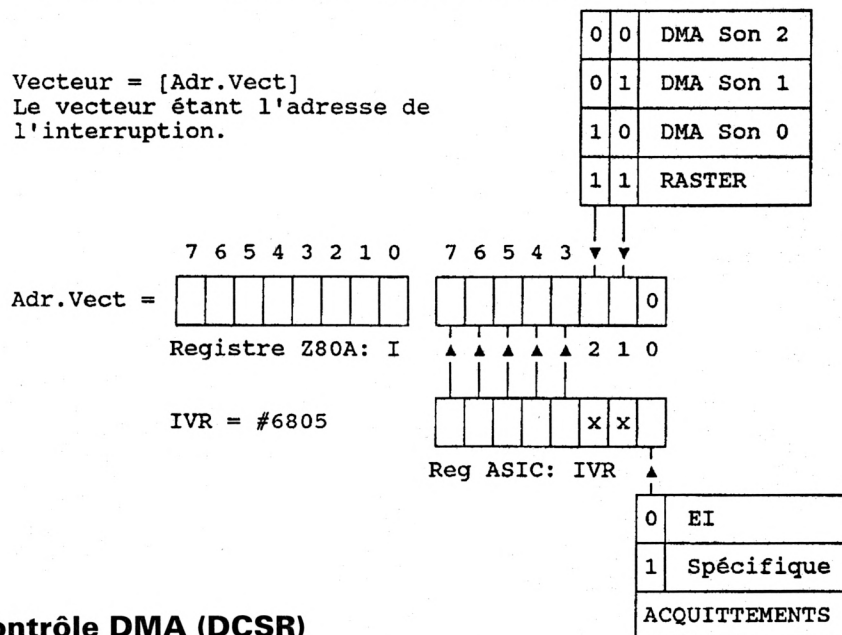 0 0 DMA Son 2
Vecteur = [Adr.Vect]
0 1 DMA Son 1
Le vecteur étant l'adresse de
l'interruption.
1 0 DMA Son 0
1 1 RASTER
7 6 5 4 3 2 1 0 7 6 5 4 3
Adr.Vect = 0
Registre Z80A: I 2 1 0
IVR = #6805 x x
Reg ASIC: IVR
0 EI
1 Spécifique
ACQUITTEMENTS
ontrôle DMA (DCSR)